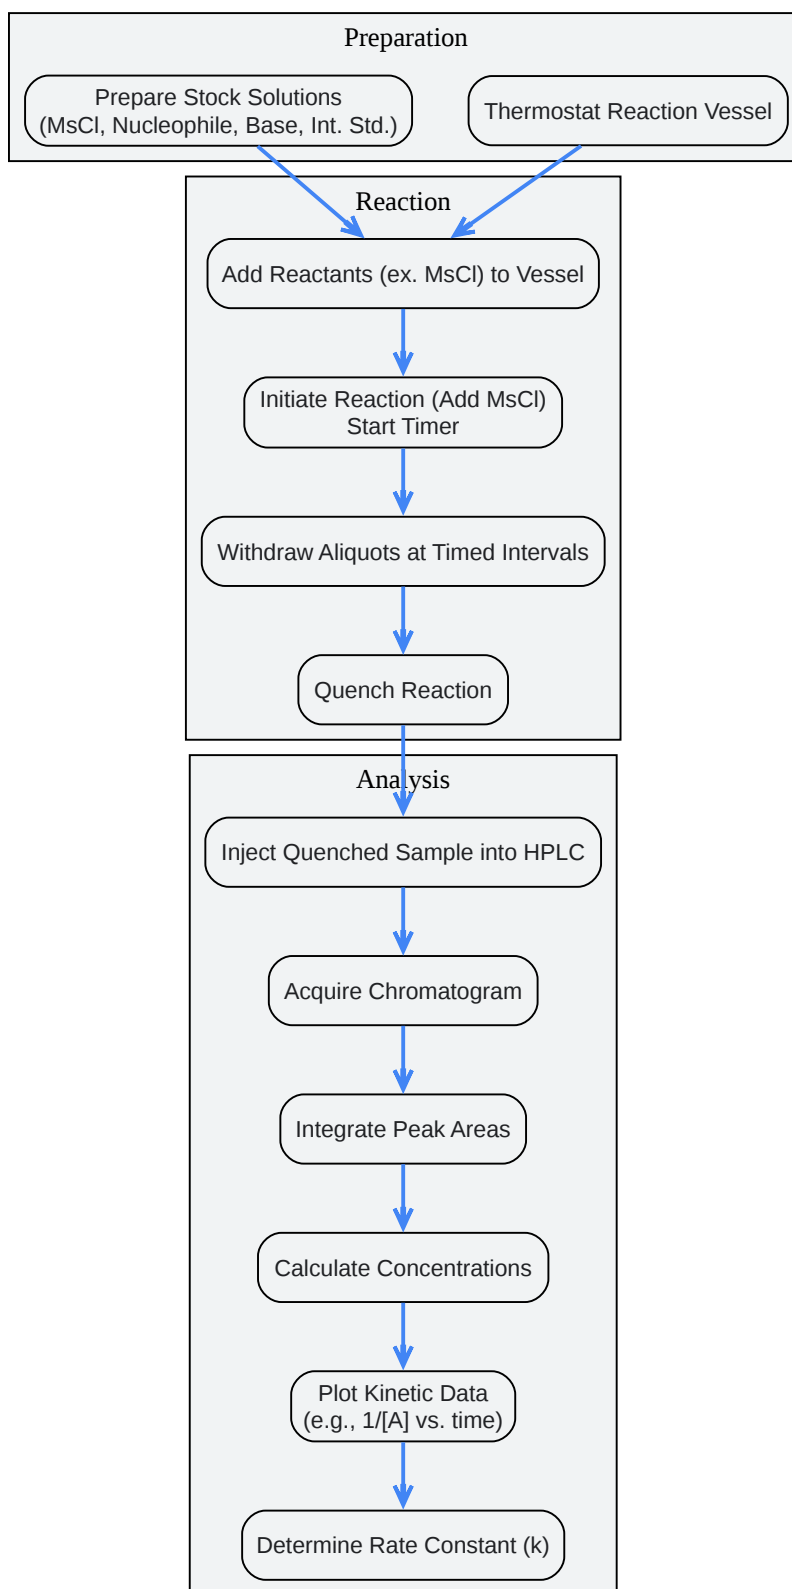 Preparation
Prepare Stock Solutions
(MsCl, Nucleophile, Base, Int. Std.)
Thermostat Reaction Vessel
Reaction
Add Reactants (ex. MsCl) to Vessel
Initiate Reaction (Add MsCl)
Start Timer
Withdraw Aliquots at Timed Intervals
Quench Reaction
Analysis
Inject Quenched Sample into HPLC
Acquire Chromatogram
Integrate Peak Areas
Calculate Concentrations
Plot Kinetic Data
(e.g., 1/[A] vs. time)
Determine Rate Constant (k)